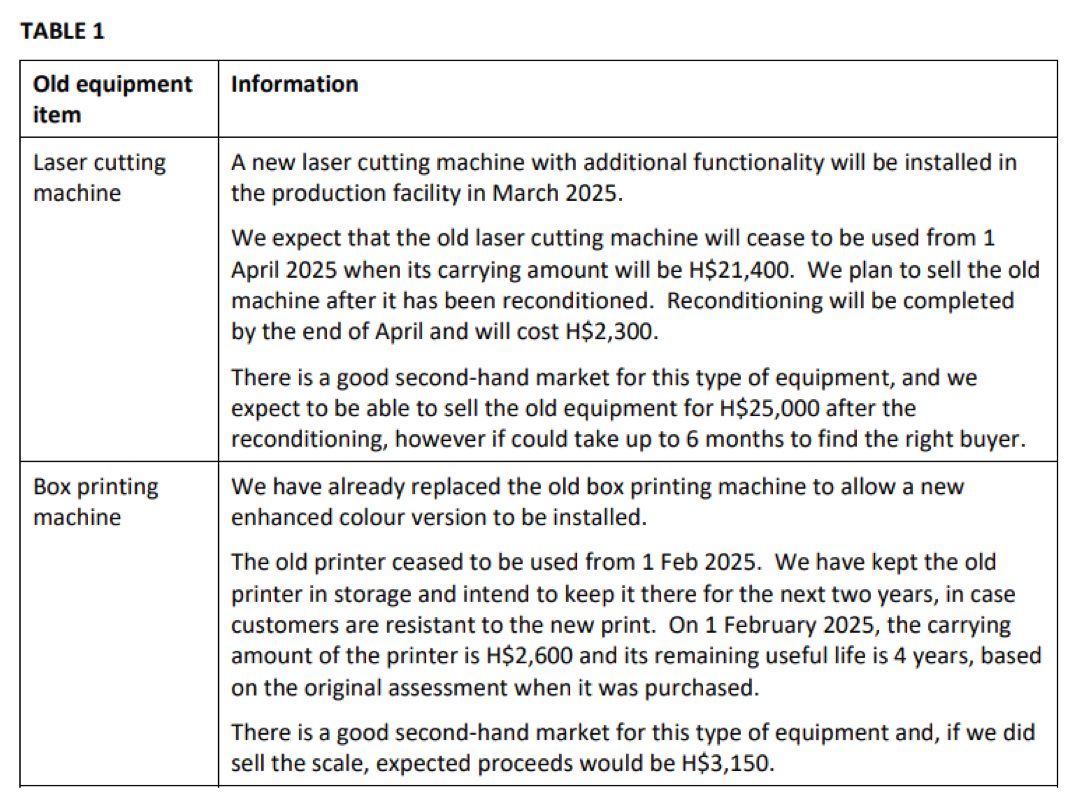 TABLE 1
Old equipment
item
Information
Laser cutting
machine
A new laser cutting machine with additional functionality will be installed in
the production facility in March 2025.
We expect that the old laser cutting machine will cease to be used from 1
April 2025 when its carrying amount will be H$21,400.  We plan to sell the old
machine after it has been reconditioned.  Reconditioning will be completed
by the end of April and will cost H$2,300.
There is a good second-hand market for this type of equipment, and we
expect to be able to sell the old equipment for H$25,000 after the
reconditioning, however if could take up to 6 months to find the right buyer.
Box printing
machine
We have already replaced the old box printing machine to allow a new
enhanced colour version to be installed.
The old printer ceased to be used from 1 Feb 2025.  We have kept the old
printer in storage and intend to keep it there for the next two years, in case
customers are resistant to the new print.  On 1 February 2025, the carrying
amount of the printer is H$2,600 and its remaining useful life is 4 years, based
on the original assessment when it was purchased.
There is a good second-hand market for this type of equipment and, if we did
sell the scale, expected proceeds would be H$3,150.